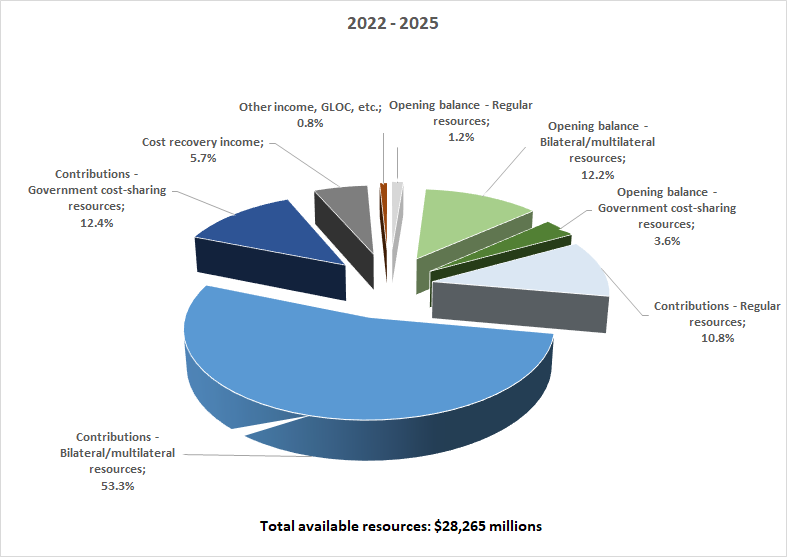 2022 - 2025
Other income, GLOC, etc.;
0.8%
Opening balance - Regular
resources;
1.2%
Opening balance -
Bilateral/multilateral
resources;
12.2%
Cost recovery income;
5.7%
Contributions -
Government cost-sharing
resources;
12.4%
Opening balance -
Government cost-sharing
resources;
3.6%
Contributions - Regular
resources;
10.8%
Contributions -
Bilateral/multilateral
resources;
53.3%
Total available resources: $28,265 millions